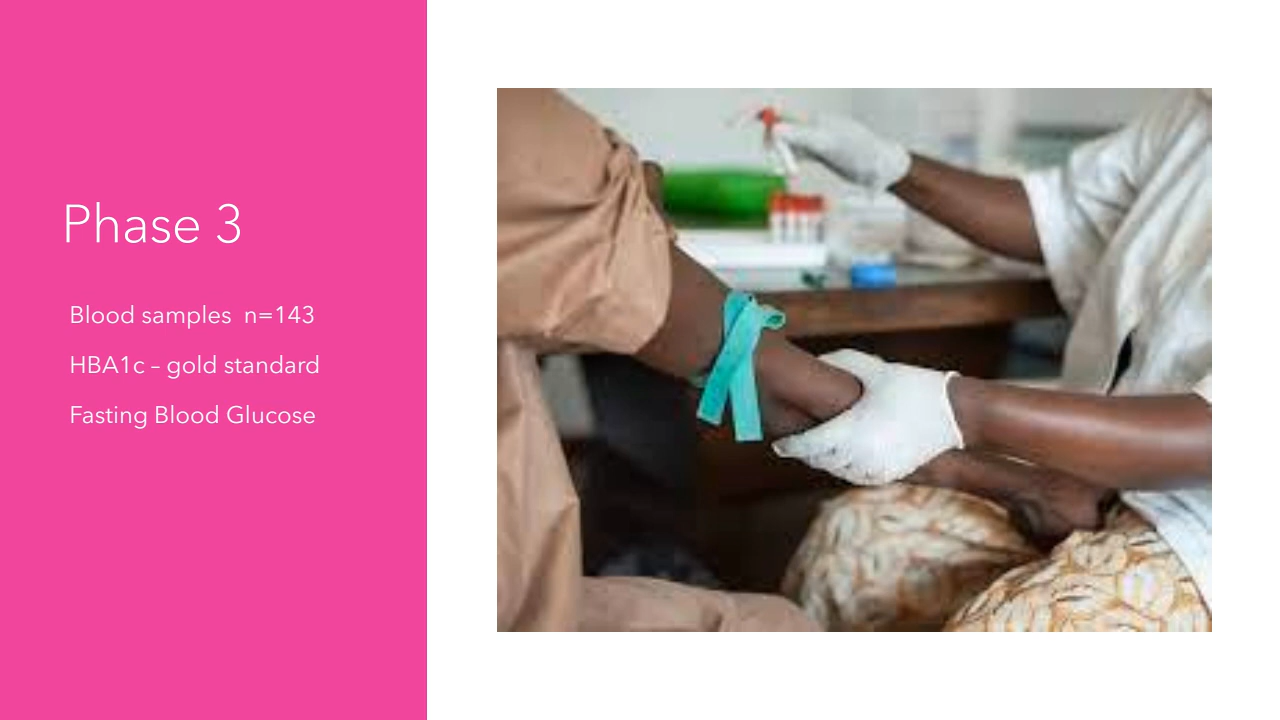 Phase 3
Blood samples  n=143
HBA1c – gold standard
Fasting Blood Glucose